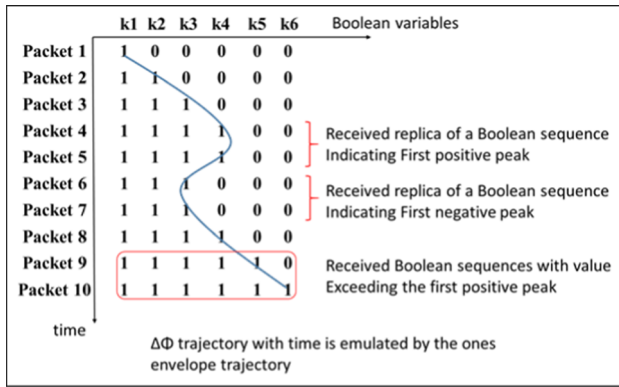 k1 k2 k3 k4 k5 k6 Boolean variables
Packet 1 1 0 0 0 0 0
Packet 2 1 1 0 0 0 0
Packet 3 1 1 1 0 0 0
Packet 4 1 1 1 1 0 0 Received replica of a Boolean sequence
Packet 5 1 1 1 1 0 0 Indicating First positive peak
Packet 6 1 1 1 0 0 0 Received replica of a Boolean sequence
Packet 7 1 1 1 0 0 0 Indicating First negative peak
Packet 8 1 1 1 1 0 0
Packet 9 1 1 1 1 1 0 Received Boolean sequences with value
Packet 10 1 1 1 1 1 1 Exceeding the first positive peak
time
ΔΦ trajectory with time is emulated by the ones
envelope trajectory